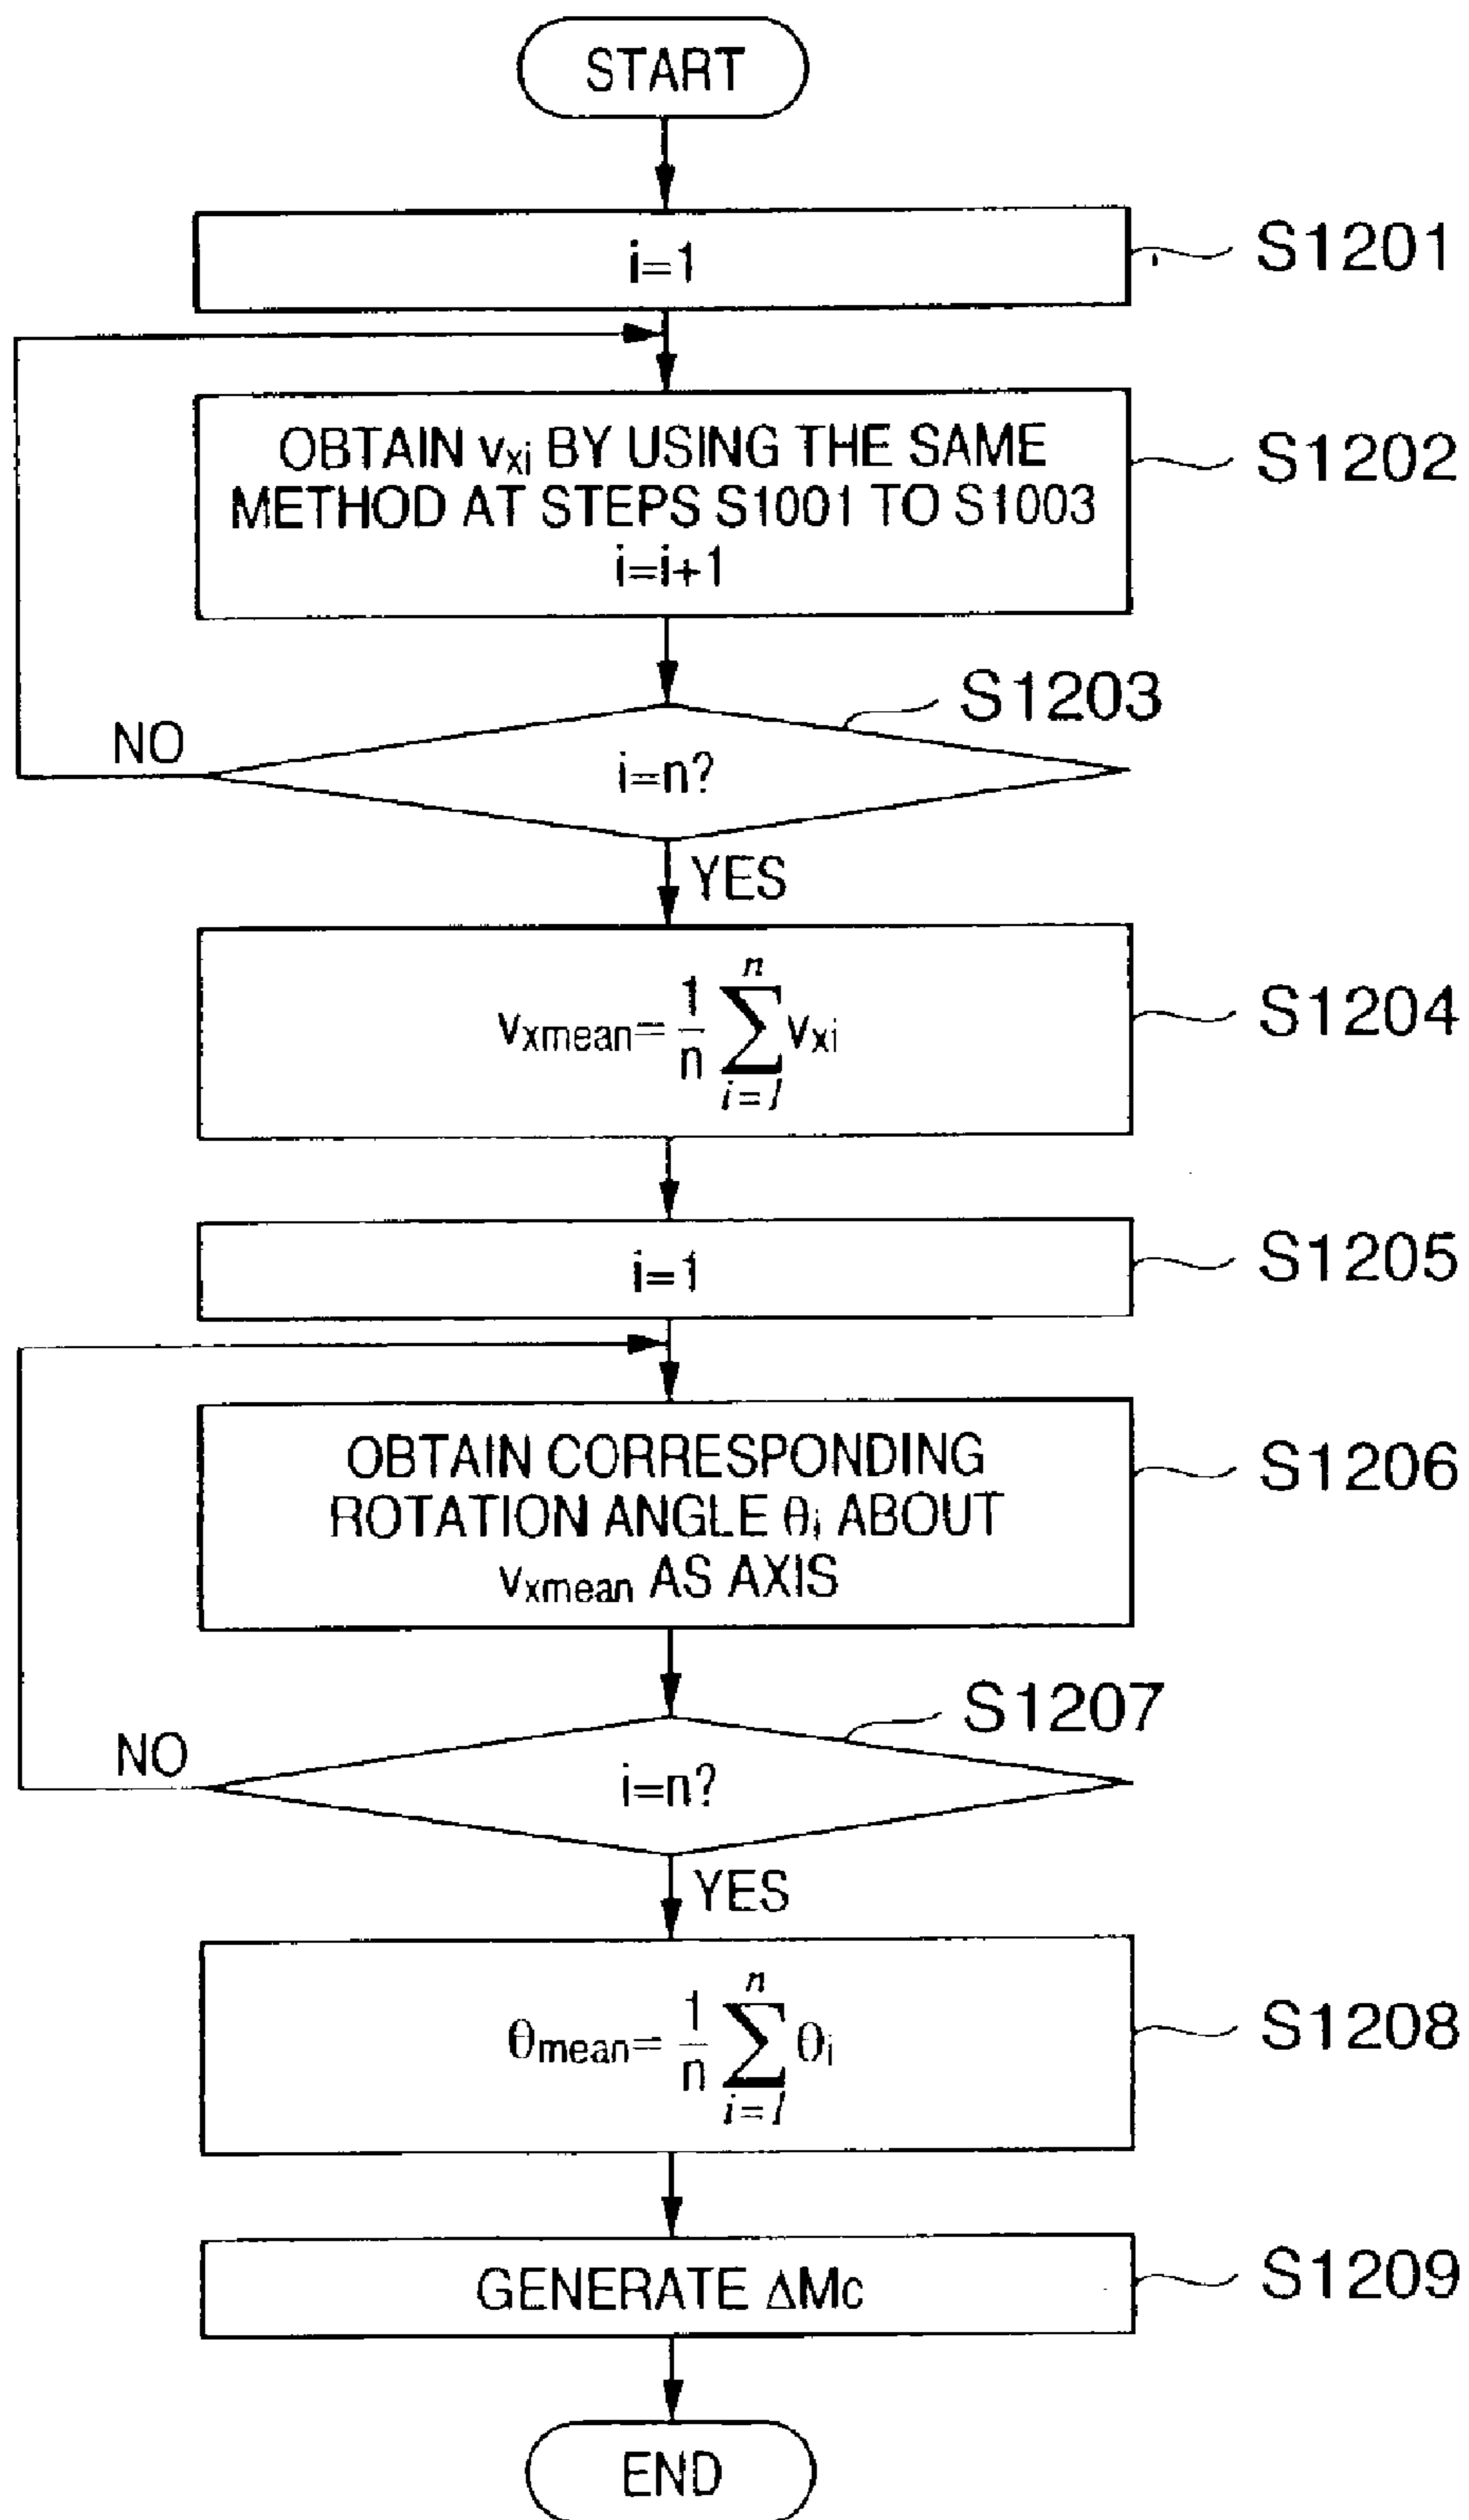 START
i=1
S1201
OBTAIN vxi BY USING THE SAME
METHOD AT STEPS S1001 TO S1003
i=i+1
S1202
S1203
i=n?
NO
YES
vxmean= 1/n ∑ i=1 n vxi
S1204
i=1
S1205
OBTAIN CORRESPONDING
ROTATION ANGLE θi ABOUT
vxmean AS AXIS
S1206
S1207
i=n?
NO
YES
θmean= 1/n ∑ i=1 n θi
S1208
GENERATE ΔMc
S1209
END